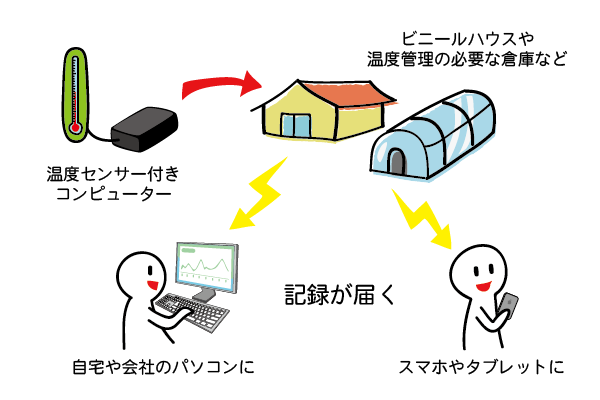 ビニールハウスや
温度管理の必要な倉庫など
温度センサー付き
コンピューター
記録が届く
自宅や会社のパソコンに
スマホやタブレットに